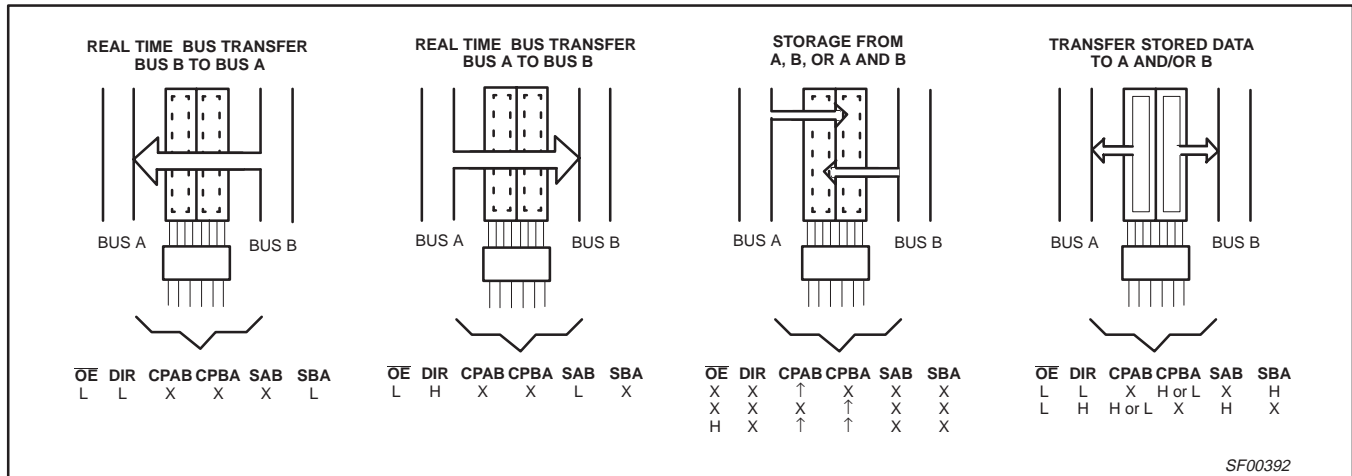 REAL TIME BUS TRANSFER
BUS B TO BUS A
BUS A
BUS B
OE DIR CPAB CPBA SAB SBA
L L X X X L
REAL TIME BUS TRANSFER
BUS A TO BUS B
BUS A
BUS B
OE DIR CPAB CPBA SAB SBA
L H X X L X
STORAGE FROM
A, B, OR A AND B
BUS A
BUS B
OE DIR CPAB CPBA SAB SBA
X X ↑ X X X
X X X ↑ X X
H X ↑ ↑ X X
TRANSFER STORED DATA
TO A AND/OR B
BUS A
BUS B
OE DIR CPAB CPBA SAB SBA
L L X H or L X H
L H H or L X H X
SF00392